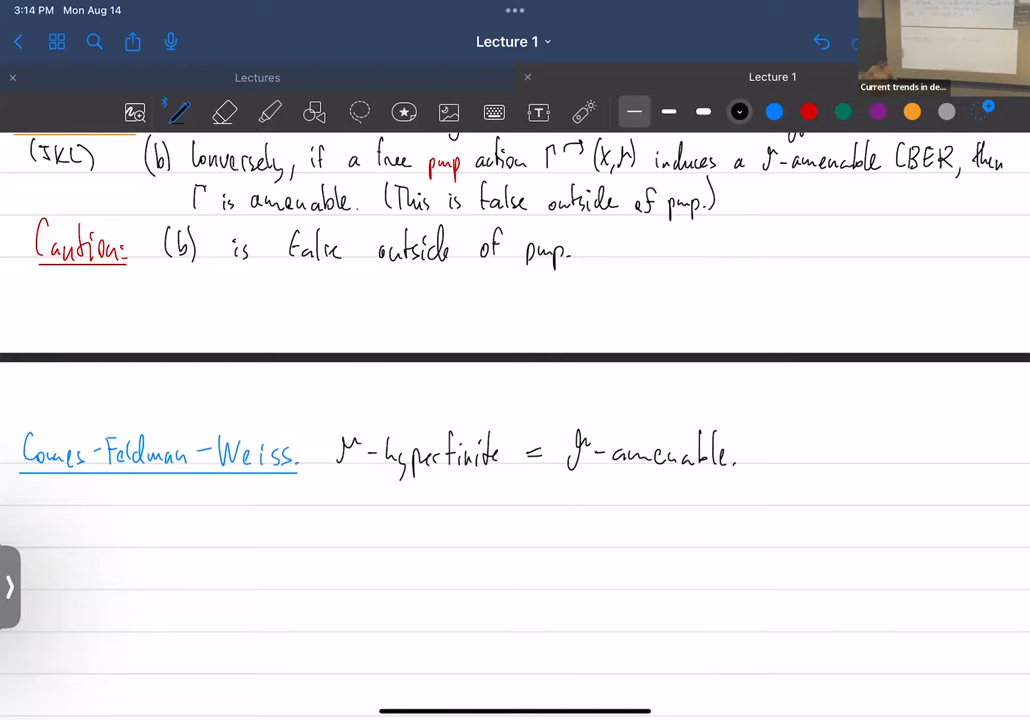 3:14 PM Mon Aug 14
Lecture 1
Lectures
Lecture 1
Current trends in de...
(JKL) (b) Conversely, if a free pmp action Γ ↷ (X,μ) induces a μ-amenable CBER, then
Γ is amenable. (This is false outside of pmp.)
Caution: (b) is false outside of pmp.
Connes-Feldman-Weiss. μ-hyperfinite = μ-amenable.